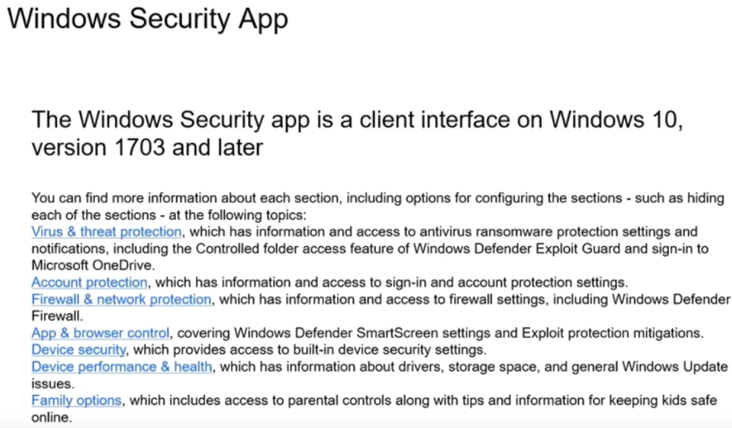 Windows Security App
The Windows Security app is a client interface on Windows 10,
version 1703 and later
You can find more information about each section, including options for configuring the sections - such as hiding
each of the sections - at the following topics:
Virus & threat protection, which has information and access to antivirus ransomware protection settings and
notifications, including the Controlled folder access feature of Windows Defender Exploit Guard and sign-in to
Microsoft OneDrive.
Account protection, which has information and access to sign-in and account protection settings.
Firewall & network protection, which has information and access to firewall settings, including Windows Defender
Firewall.
App & browser control, covering Windows Defender SmartScreen settings and Exploit protection mitigations.
Device security, which provides access to built-in device security settings.
Device performance & health, which has information about drivers, storage space, and general Windows Update
issues.
Family options, which includes access to parental controls along with tips and information for keeping kids safe
online.